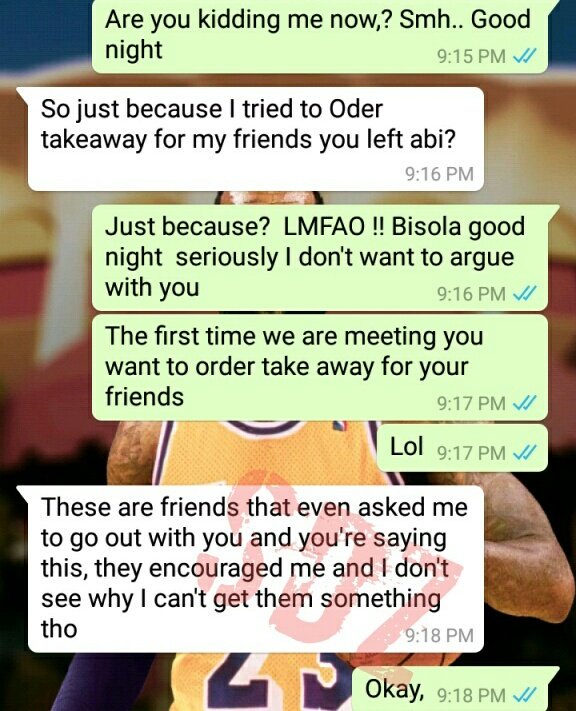 Are you kidding me now,? Smh.. Good
night
9:15 PM
So just because I tried to Oder
takeaway for my friends you left abi?
9:16 PM
Just because?  LMFAO !! Bisola good
night  seriously I don't want to argue
with you
9:16 PM
The first time we are meeting you
want to order take away for your
friends
9:17 PM
Lol 9:17 PM
These are friends that even asked me
to go out with you and you're saying
this, they encouraged me and I don't
see why I can't get them something
tho
9:18 PM
Okay, 9:18 PM